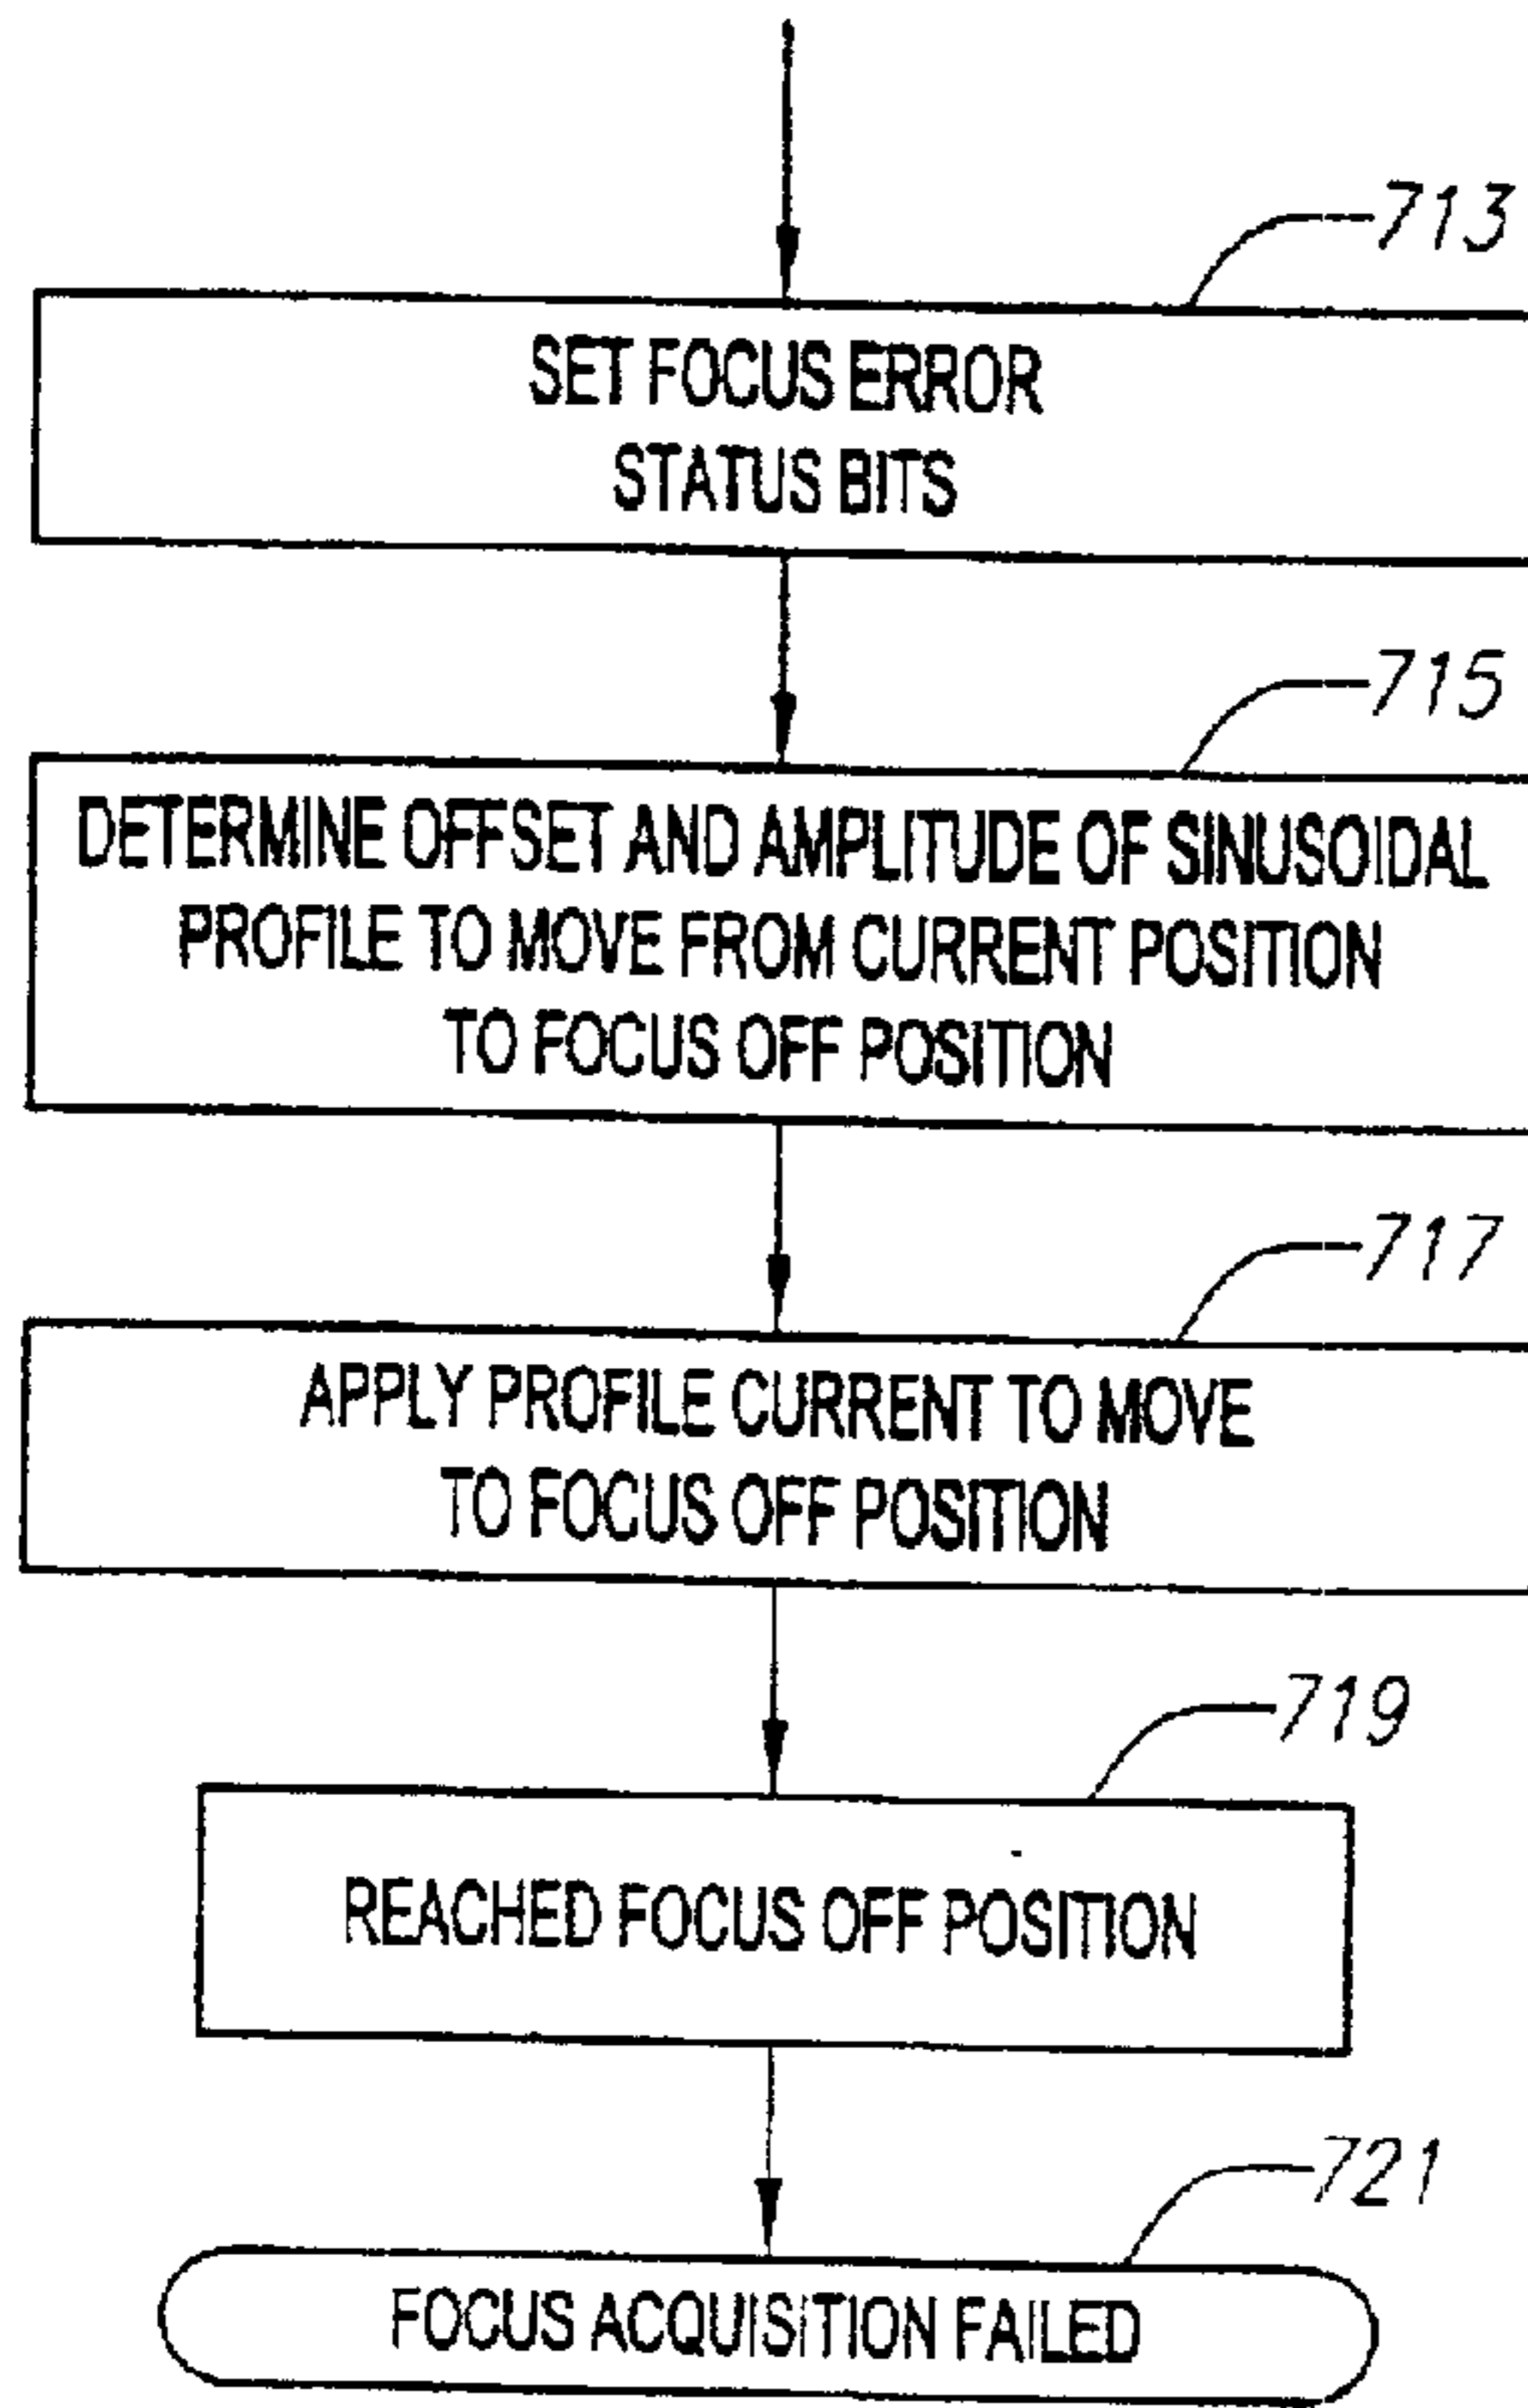 713
SET FOCUS ERROR
STATUS BITS
715
DETERMINE OFFSET AND AMPLITUDE OF SINUSOIDAL
PROFILE TO MOVE FROM CURRENT POSITION
TO FOCUS OFF POSITION
717
APPLY PROFILE CURRENT TO MOVE
TO FOCUS OFF POSITION
719
REACHED FOCUS OFF POSITION
721
FOCUS ACQUISITION FAILED